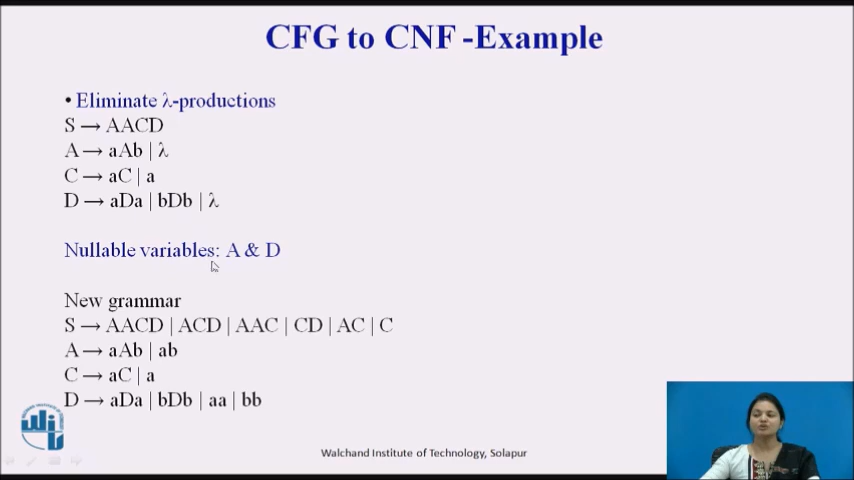 CFG to CNF -Example
• Eliminate λ-productions
S → AACD
A → aAb | λ
C → aC | a
D → aDa | bDb | λ
Nullable variables: A & D
New grammar
S → AACD | ACD | AAC | CD | AC | C
A → aAb | ab
C → aC | a
D → aDa | bDb | aa | bb
Walchand Institute of Technology, Solapur